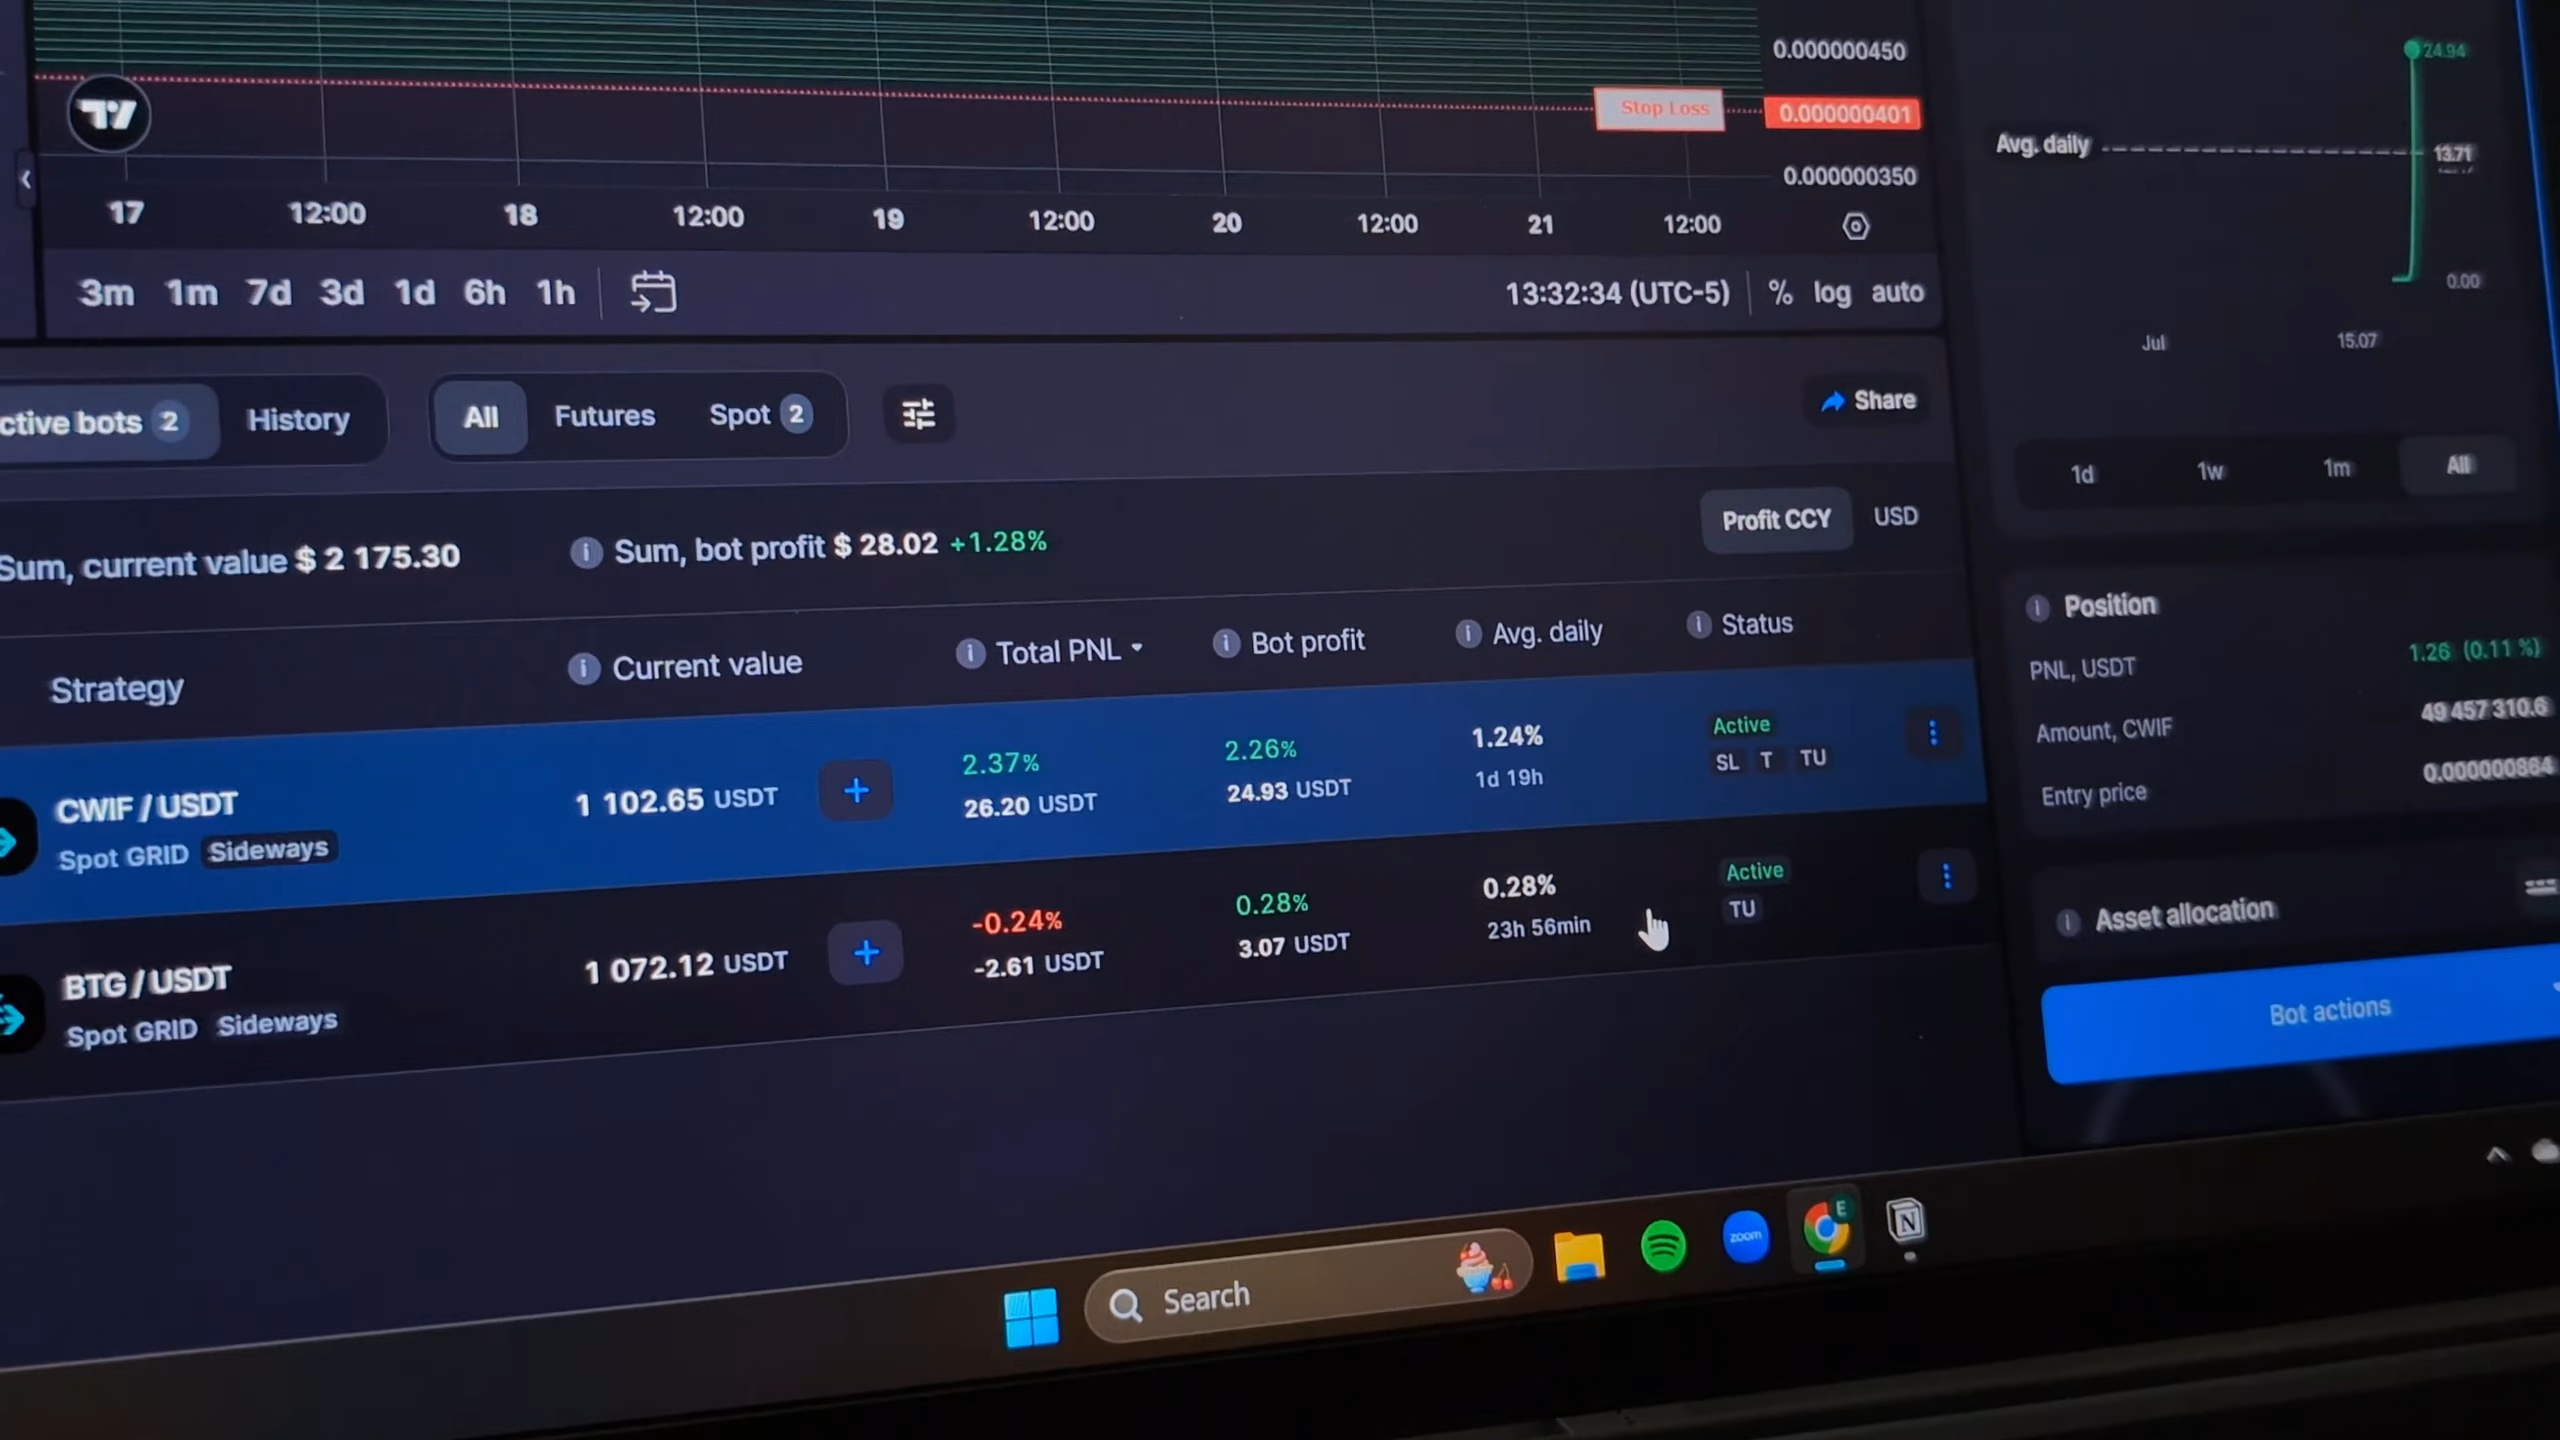 0.000000450
Stop Loss
0.000000401
0.000000350
17 12:00 18 12:00 19 12:00 20 12:00 21 12:00
3m 1m 7d 3d 1d 6h 1h
13:32:34 (UTC-5) % log auto
ctive bots 2 History All Futures Spot 2
Share
Sum, current value $ 2 175.30 Sum, bot profit $ 28.02 +1.28%
Profit CCY USD
Strategy Current value Total PNL Bot profit Avg. daily Status
CWIF / USDT
Spot GRID Sideways
1 102.65 USDT
+
2.37%
26.20 USDT
2.26%
24.93 USDT
1.24%
1d 19h
Active
SL T TU
BTG / USDT
Spot GRID Sideways
1 072.12 USDT
+
-0.24%
-2.61 USDT
0.28%
3.07 USDT
0.28%
23h 56min
Active
TU
24.94
Avg. daily
13.71
0.00
Jul 15.07
1d 1w 1m All
Position
PNL, USDT 1.26 (0.11 %)
Amount, CWIF 49 457 310.6
Entry price 0.000000864
Asset allocation
Bot actions
Search
zoom
E
N